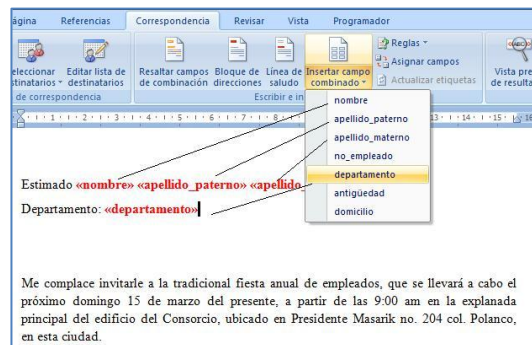 ágina Referencias Correspondencia Revisar Vista Programador
eleccionar Editar lista de Resaltar campos Bloque de Línea de Insertar campo Reglas
stinatarios destinatarios de combinación direcciones saludo combinado Asignar campos Vista pre
Actualizar etiquetas de resulta
de correspondencia Escribir e in
nombre
apellido_paterno
apellido_materno
no_empleado
departamento
antigüedad
domicilio
Estimado «nombre» «apellido_paterno» «apellido_
Departamento: «departamento»
Me complace invitarle a la tradicional fiesta anual de empleados, que se llevará a cabo el
próximo domingo 15 de marzo del presente, a partir de las 9:00 am en la explanada
principal del edificio del Consorcio, ubicado en Presidente Masarik no. 204 col. Polanco,
en esta ciudad.